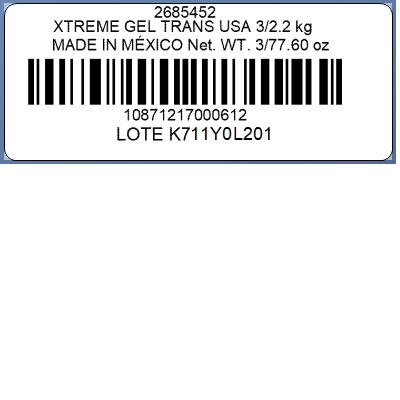 2685452
XTREME GEL TRANS USA 3/2.2 kg
MADE IN MÉXICO Net. WT. 3/77.60 oz
10871217000612
LOTE K711Y0L201